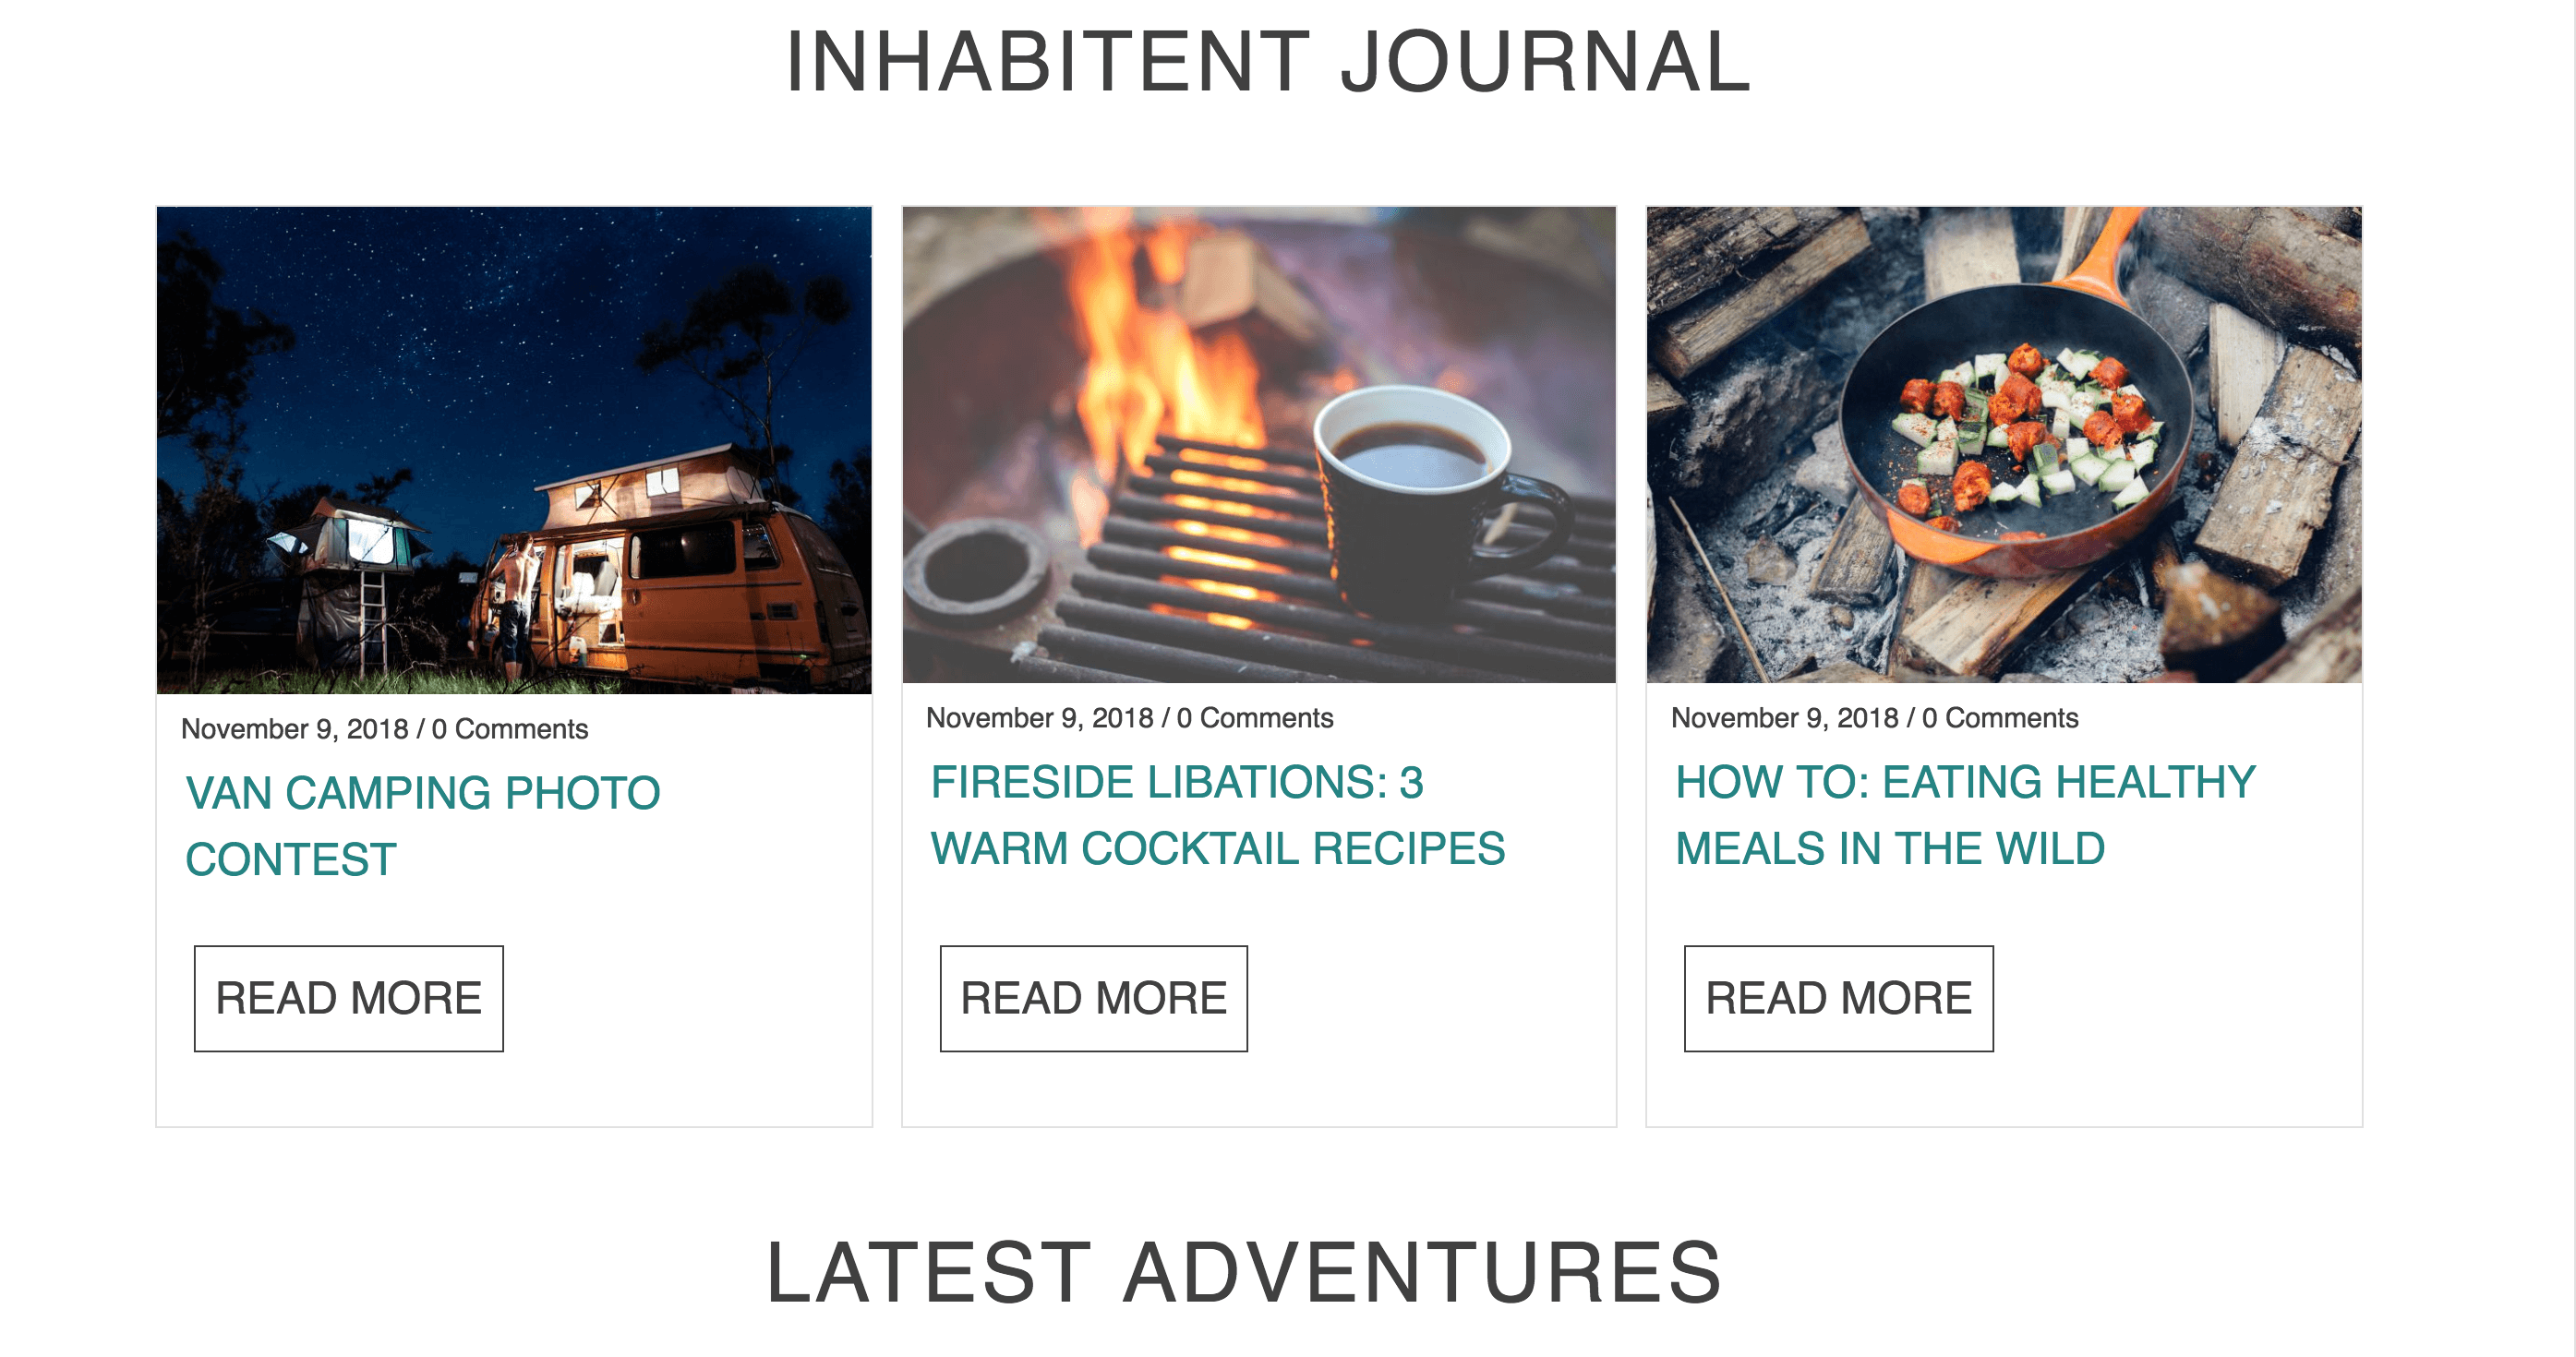 INHABITENT JOURNAL
November 9, 2018 / 0 Comments
VAN CAMPING PHOTO
CONTEST
READ MORE
November 9, 2018 / 0 Comments
FIRESIDE LIBATIONS: 3
WARM COCKTAIL RECIPES
READ MORE
November 9, 2018 / 0 Comments
HOW TO: EATING HEALTHY
MEALS IN THE WILD
READ MORE
LATEST ADVENTURES